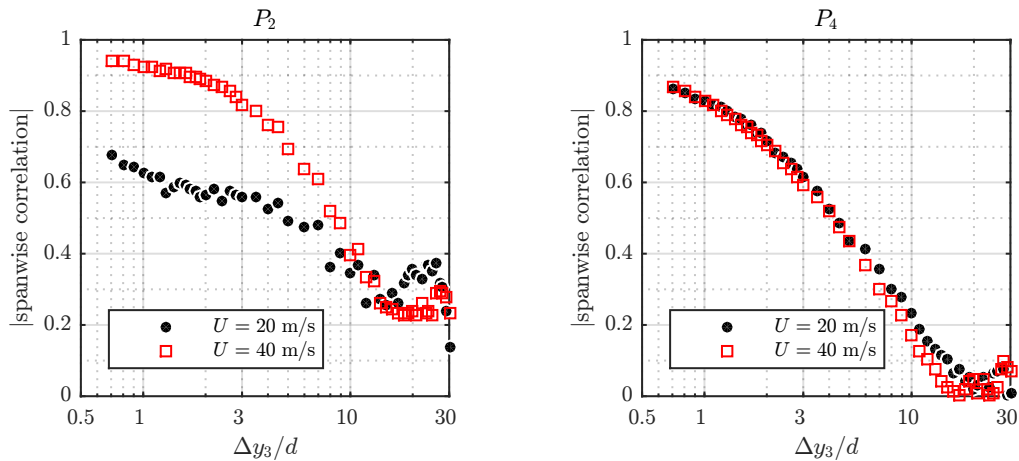 P₂
|spanwise correlation|
1
0.8
0.6
0.4
0.2
0
U = 20 m/s
U = 40 m/s
0.5 1 3 10 30
Δy₃/d
P₄
|spanwise correlation|
1
0.8
0.6
0.4
0.2
0
U = 20 m/s
U = 40 m/s
0.5 1 3 10 30
Δy₃/d